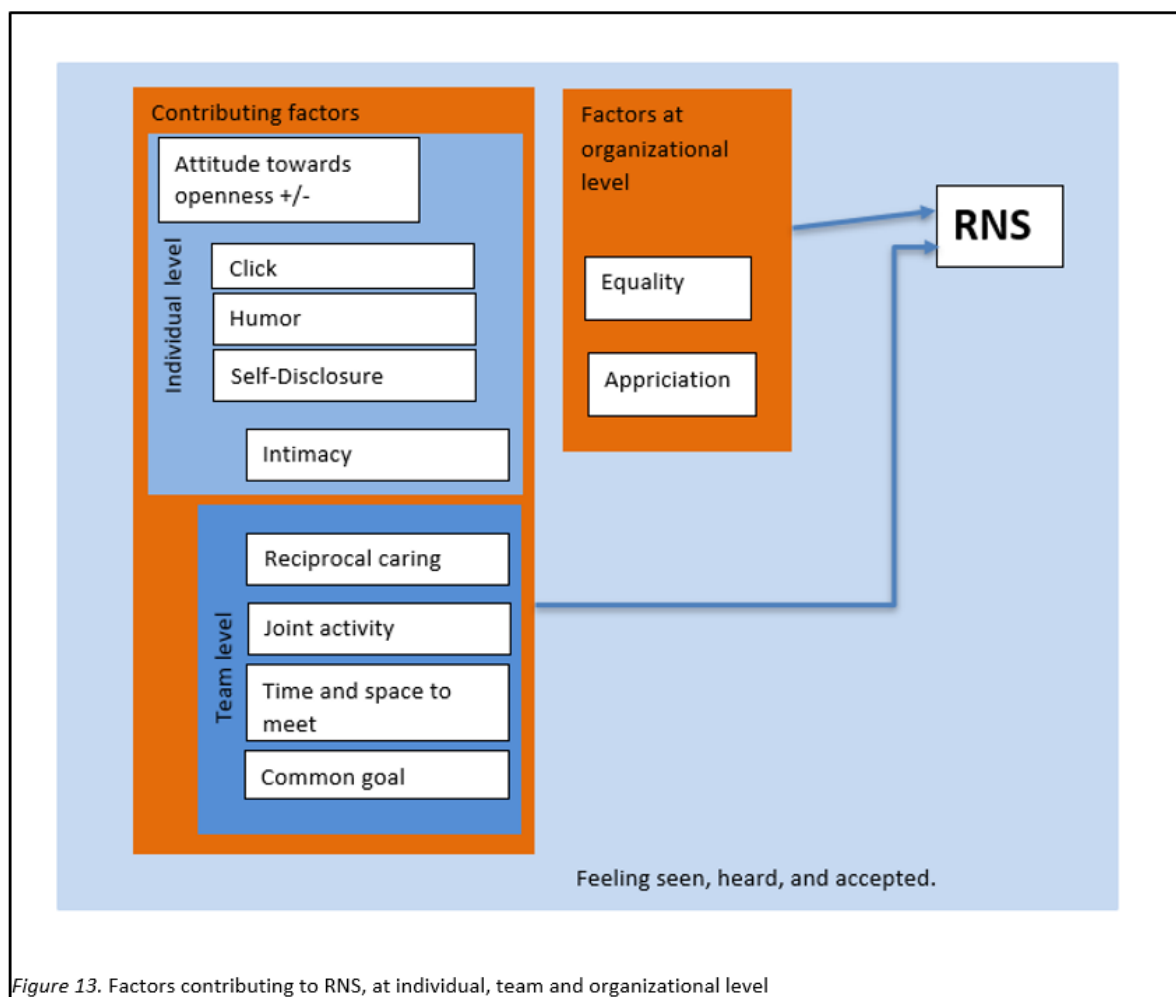 Contributing factors
Attitude towards
openness +/-
Individual level
Click
Humor
Self-Disclosure
Intimacy
Team level
Reciprocal caring
Joint activity
Time and space to
meet
Common goal
Factors at
organizational
level
Equality
Appriciation
RNS
Feeling seen, heard, and accepted.
Figure 13. Factors contributing to RNS, at individual, team and organizational level